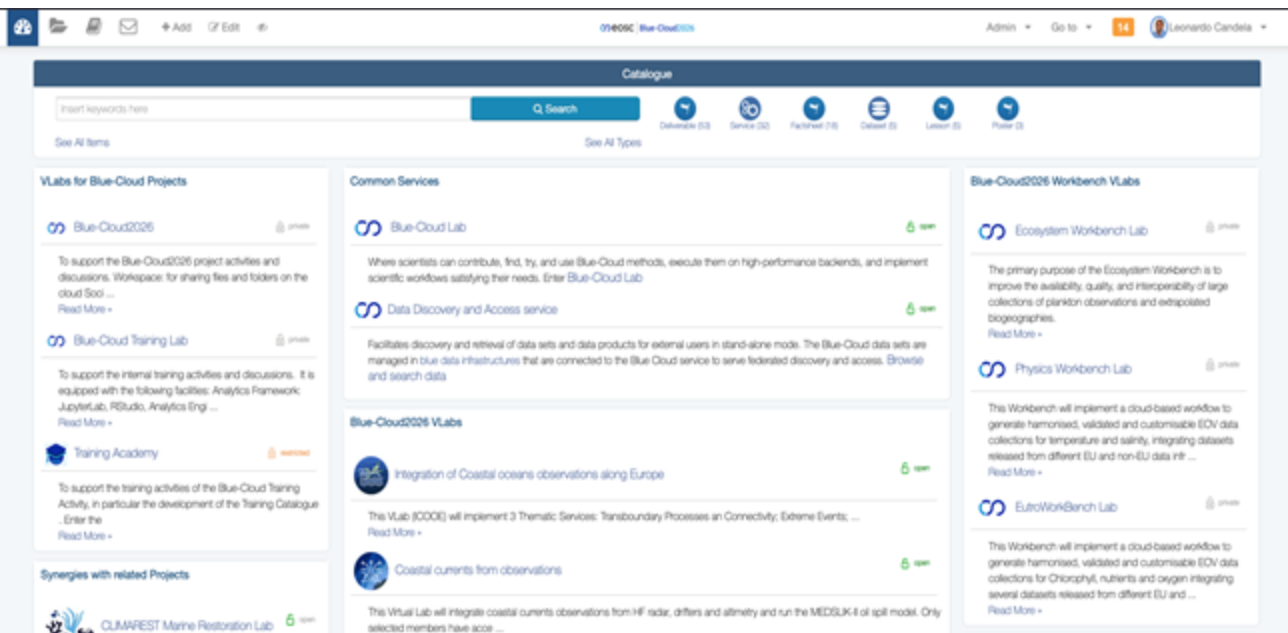 + Add Edit
eosc | Blue-Cloud2026
Admin Go to 14 Leonardo Candela
Catalogue
Insert keywords here
Search
Deliverable (53) Service (32) Factsheet (18) Dataset (5) Lesson (5) Poster (3)
See All Items
See All Types
VLabs for Blue-Cloud Projects
Blue-Cloud2026
private
To support the Blue-Cloud2026 project activities and
discussions. Workspace: for sharing files and folders on the
cloud Soci ...
Read More »
Blue-Cloud Training Lab
private
To support the internal training activities and discussions. It is
equipped with the following facilities: Analytics Framework:
JupyterLab, RStudio, Analytics Engi ...
Read More »
Training Academy
restricted
To support the training activities of the Blue-Cloud Training
Activity, in particular the development of the Training Catalogue
. Enter the
Read More »
Synergies with related Projects
CLIMAREST Marine Restoration Lab
open
Common Services
Blue-Cloud Lab
open
Where scientists can contribute, find, try, and use Blue-Cloud methods, execute them on high-performance backends, and implement
scientific workflows satisfying their needs. Enter Blue-Cloud Lab
Data Discovery and Access service
open
Facilitates discovery and retrieval of data sets and data products for external users in stand-alone mode. The Blue-Cloud data sets are
managed in blue data infrastructures that are connected to the Blue Cloud service to serve federated discovery and access. Browse
and search data
Blue-Cloud2026 VLabs
Integration of Coastal oceans observations along Europe
open
This VLab (ICOOE) will implement 3 Thematic Services: Transboundary Processes an Connectivity; Extreme Events; ...
Read More »
Coastal currents from observations
open
This Virtual Lab will integrate coastal currents observations from HF radar, drifters and altimetry and run the MEDSLIK-II oil spill model. Only
selected members have acce ...
Blue-Cloud2026 Workbench VLabs
Ecosystem Workbench Lab
private
The primary purpose of the Ecosystem Workbench is to
improve the availability, quality, and interoperability of large
collections of plankton observations and extrapolated
biogeographies.
Read More »
Physics Workbench Lab
private
This Workbench will implement a cloud-based workflow to
generate harmonised, validated and customisable EOV data
collections for temperature and salinity, integrating datasets
released from different EU and non-EU data infr ...
Read More »
EutroWorkBench Lab
private
This Workbench will implement a cloud-based workflow to
generate harmonised, validated and customisable EOV data
collections for Chlorophyll, nutrients and oxygen integrating
several datasets released from different EU and ...
Read More »